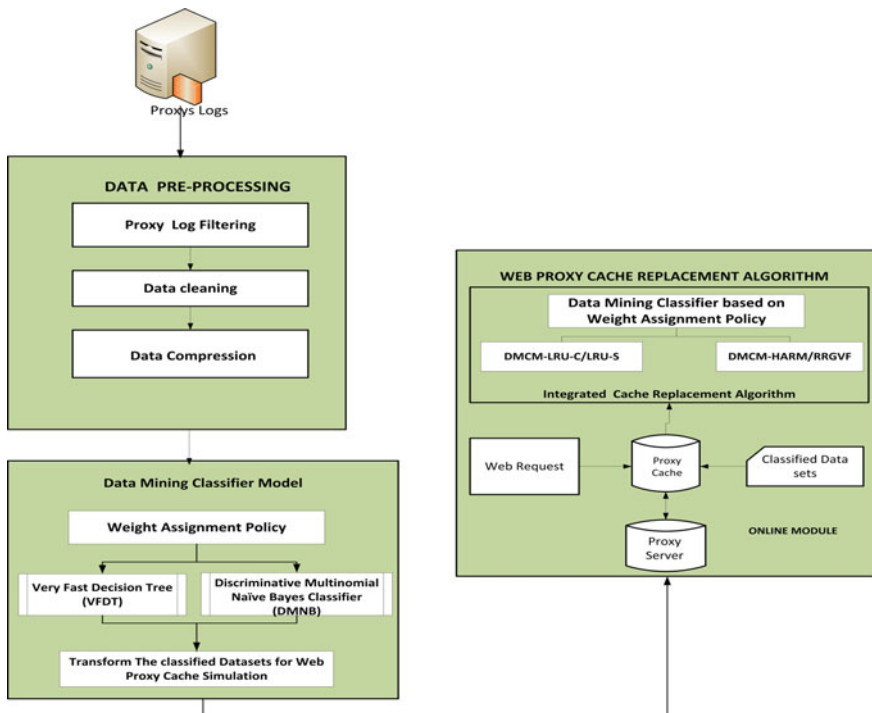 Proxys Logs
DATA PRE-PROCESSING
Proxy Log Filtering
Data cleaning
Data Compression
Data Mining Classifier Model
Weight Assignment Policy
Very Fast Decision Tree
(VFDT)
Discriminative Multinomial
Naïve Bayes Classifier
(DMNB)
Transform The classified Datasets for Web
Proxy Cache Simulation
WEB PROXY CACHE REPLACEMENT ALGORITHM
Data Mining Classifier based on
Weight Assignment Policy
DMCM-LRU-C/LRU-S
DMCM-HARM/RRGVF
Integrated Cache Replacement Algorithm
Web Request
Proxy
Cache
Classified Data
sets
Proxy
Server
ONLINE MODULE